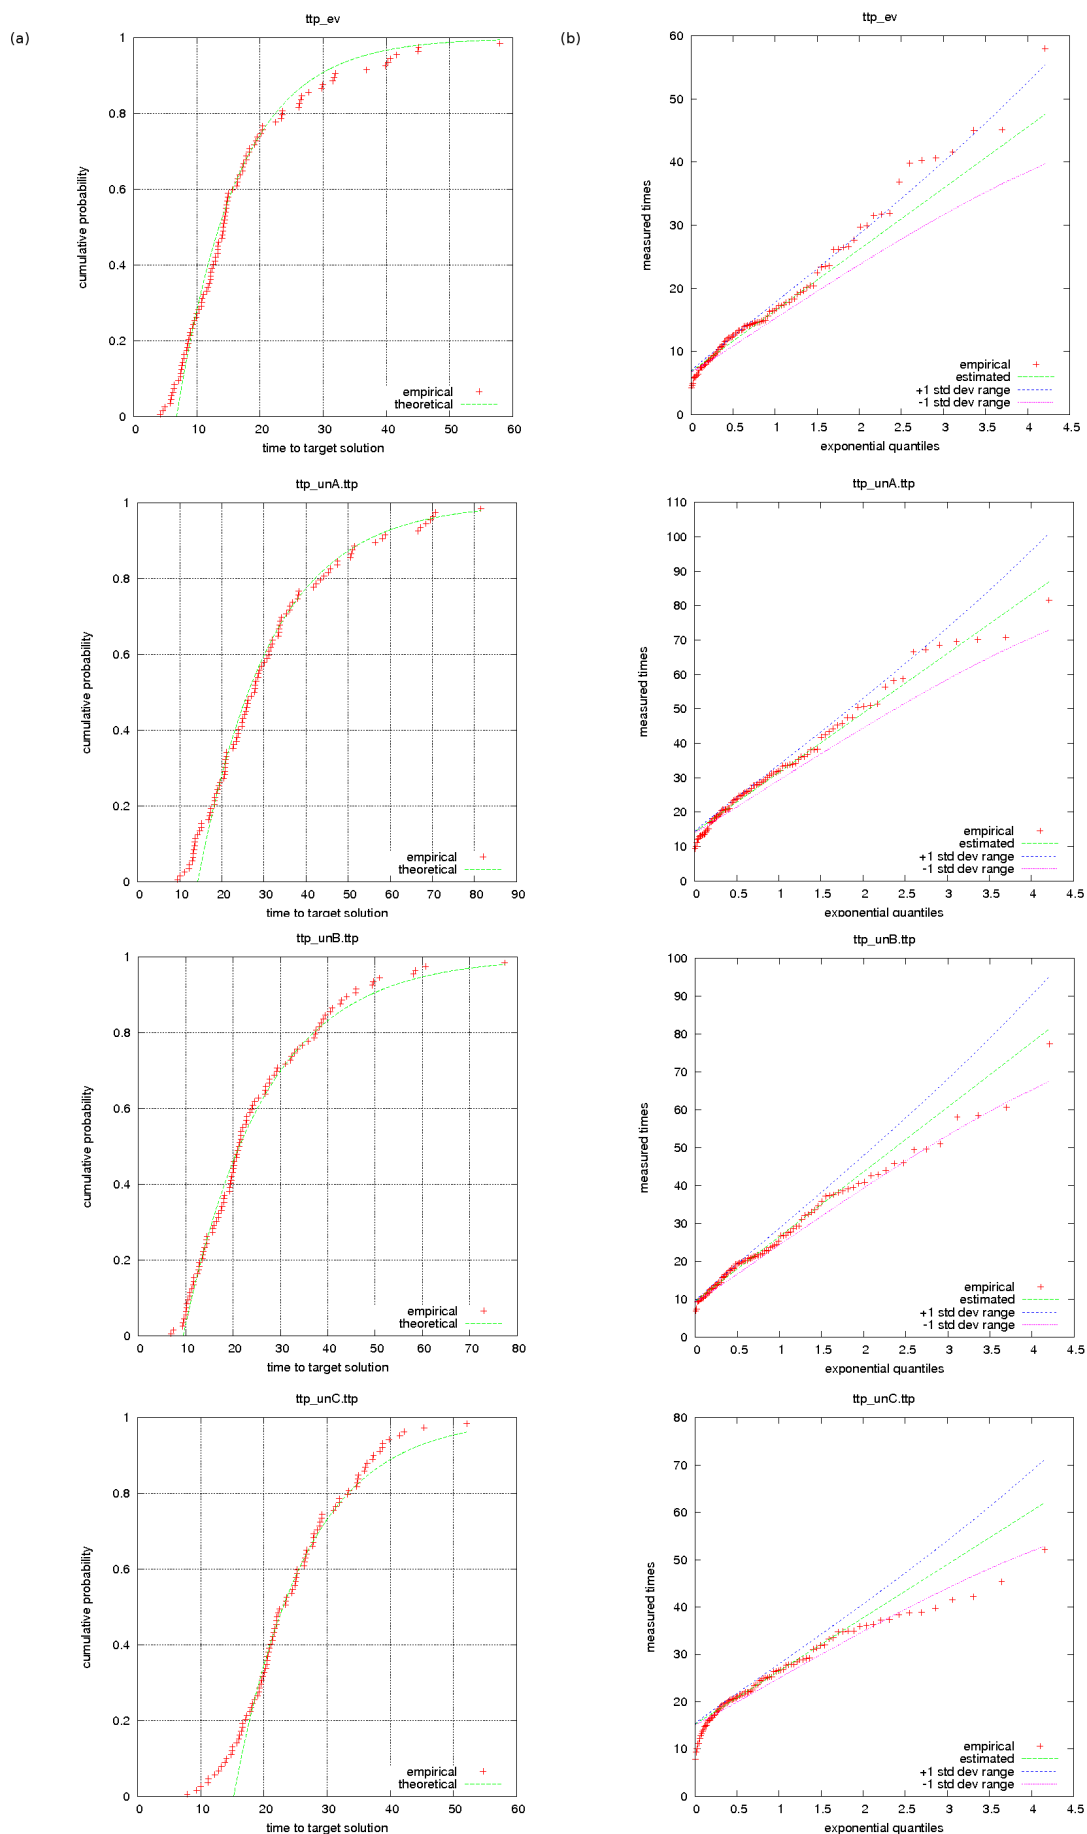 (a)
ttp_ev
cumulative probability
1
0.8
0.6
0.4
0.2
0
empirical
theoretical
0 10 20 30 40 50 60
time to target solution
(b)
ttp_ev
measured times
60
50
40
30
20
10
0
empirical
estimated
+1 std dev range
-1 std dev range
0 0.5 1 1.5 2 2.5 3 3.5 4 4.5
exponential quantiles
ttp_unA.ttp
cumulative probability
1
0.8
0.6
0.4
0.2
0
empirical
theoretical
0 10 20 30 40 50 60 70 80 90
time to target solution
ttp_unA.ttp
measured times
110
100
90
80
70
60
50
40
30
20
10
0
empirical
estimated
+1 std dev range
-1 std dev range
0 0.5 1 1.5 2 2.5 3 3.5 4 4.5
exponential quantiles
ttp_unB.ttp
cumulative probability
1
0.8
0.6
0.4
0.2
0
empirical
theoretical
0 10 20 30 40 50 60 70 80
time to target solution
ttp_unB.ttp
measured times
100
90
80
70
60
50
40
30
20
10
0
empirical
estimated
+1 std dev range
-1 std dev range
0 0.5 1 1.5 2 2.5 3 3.5 4 4.5
exponential quantiles
ttp_unC.ttp
cumulative probability
1
0.8
0.6
0.4
0.2
0
empirical
theoretical
0 10 20 30 40 50 60
time to target solution
ttp_unC.ttp
measured times
80
70
60
50
40
30
20
10
0
empirical
estimated
+1 std dev range
-1 std dev range
0 0.5 1 1.5 2 2.5 3 3.5 4 4.5
exponential quantiles